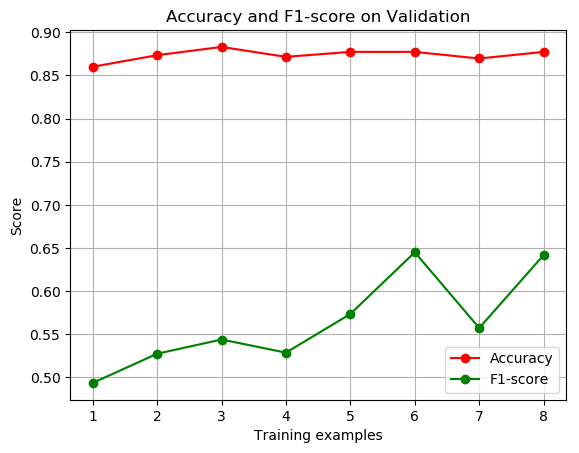 Accuracy and F1-score on Validation
0.90
0.85
0.80
0.75
0.70
0.65
0.60
0.55
0.50
Score
Accuracy
F1-score
1 2 3 4 5 6 7 8
Training examples